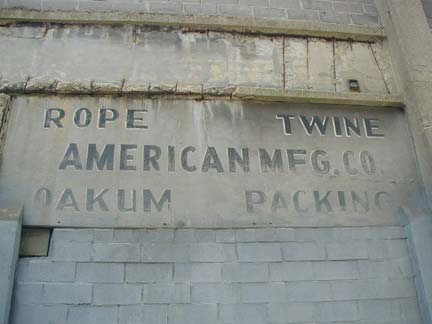 ROPE TWINE
AMERICAN MFG. CO.
OAKUM PACKING